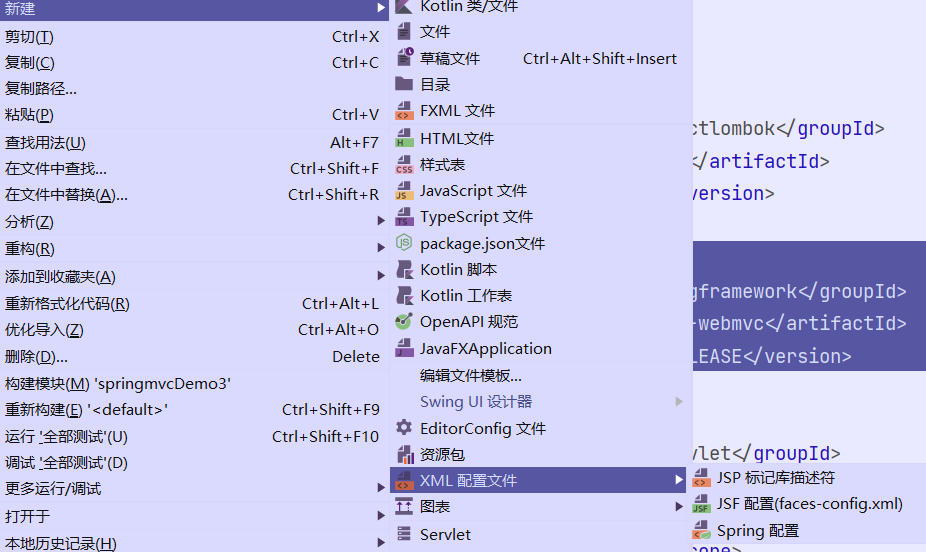 新建
剪切(T) Ctrl+X
复制(C) Ctrl+C
复制路径...
粘贴(P) Ctrl+V
查找用法(U) Alt+F7
在文件中查找... Ctrl+Shift+F
在文件中替换(A)... Ctrl+Shift+R
分析(Z)
重构(R)
添加到收藏夹(A)
重新格式化代码(R) Ctrl+Alt+L
优化导入(Z) Ctrl+Alt+O
删除(D)... Delete
构建模块(M) 'springmvcDemo3'
重新构建(E) '<default>' Ctrl+Shift+F9
运行 '全部测试'(U) Ctrl+Shift+F10
调试 '全部测试'(D)
更多运行/调试
打开于
本地历史记录(H)
Kotlin 类/文件
文件
草稿文件 Ctrl+Alt+Shift+Insert
目录
FXML 文件
HTML文件
样式表
JavaScript 文件
TypeScript 文件
package.json文件
Kotlin 脚本
Kotlin 工作表
OpenAPI 规范
JavaFXApplication
编辑文件模板...
Swing UI 设计器
EditorConfig 文件
资源包
XML 配置文件
图表
Servlet
JSP 标记库描述符
JSF 配置(faces-config.xml)
Spring 配置
ctlombok</groupId>
</artifactId>
version>
gframework</groupId>
-webmvc</artifactId>
LEASE</version>
vlet</groupId>